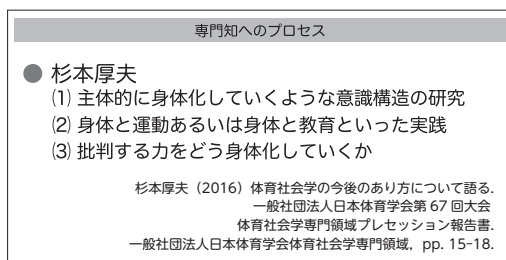 専門知へのプロセス
● 杉本厚夫
(1) 主体的に身体化していくような意識構造の研究
(2) 身体と運動あるいは身体と教育といった実践
(3) 批判する力をどう身体化していくか
杉本厚夫（2016）体育社会学の今後のあり方について語る.
一般社団法人日本体育学会第 67 回大会
体育社会学専門領域プレセッション報告書.
一般社団法人日本体育学会体育社会学専門領域，pp. 15-18.